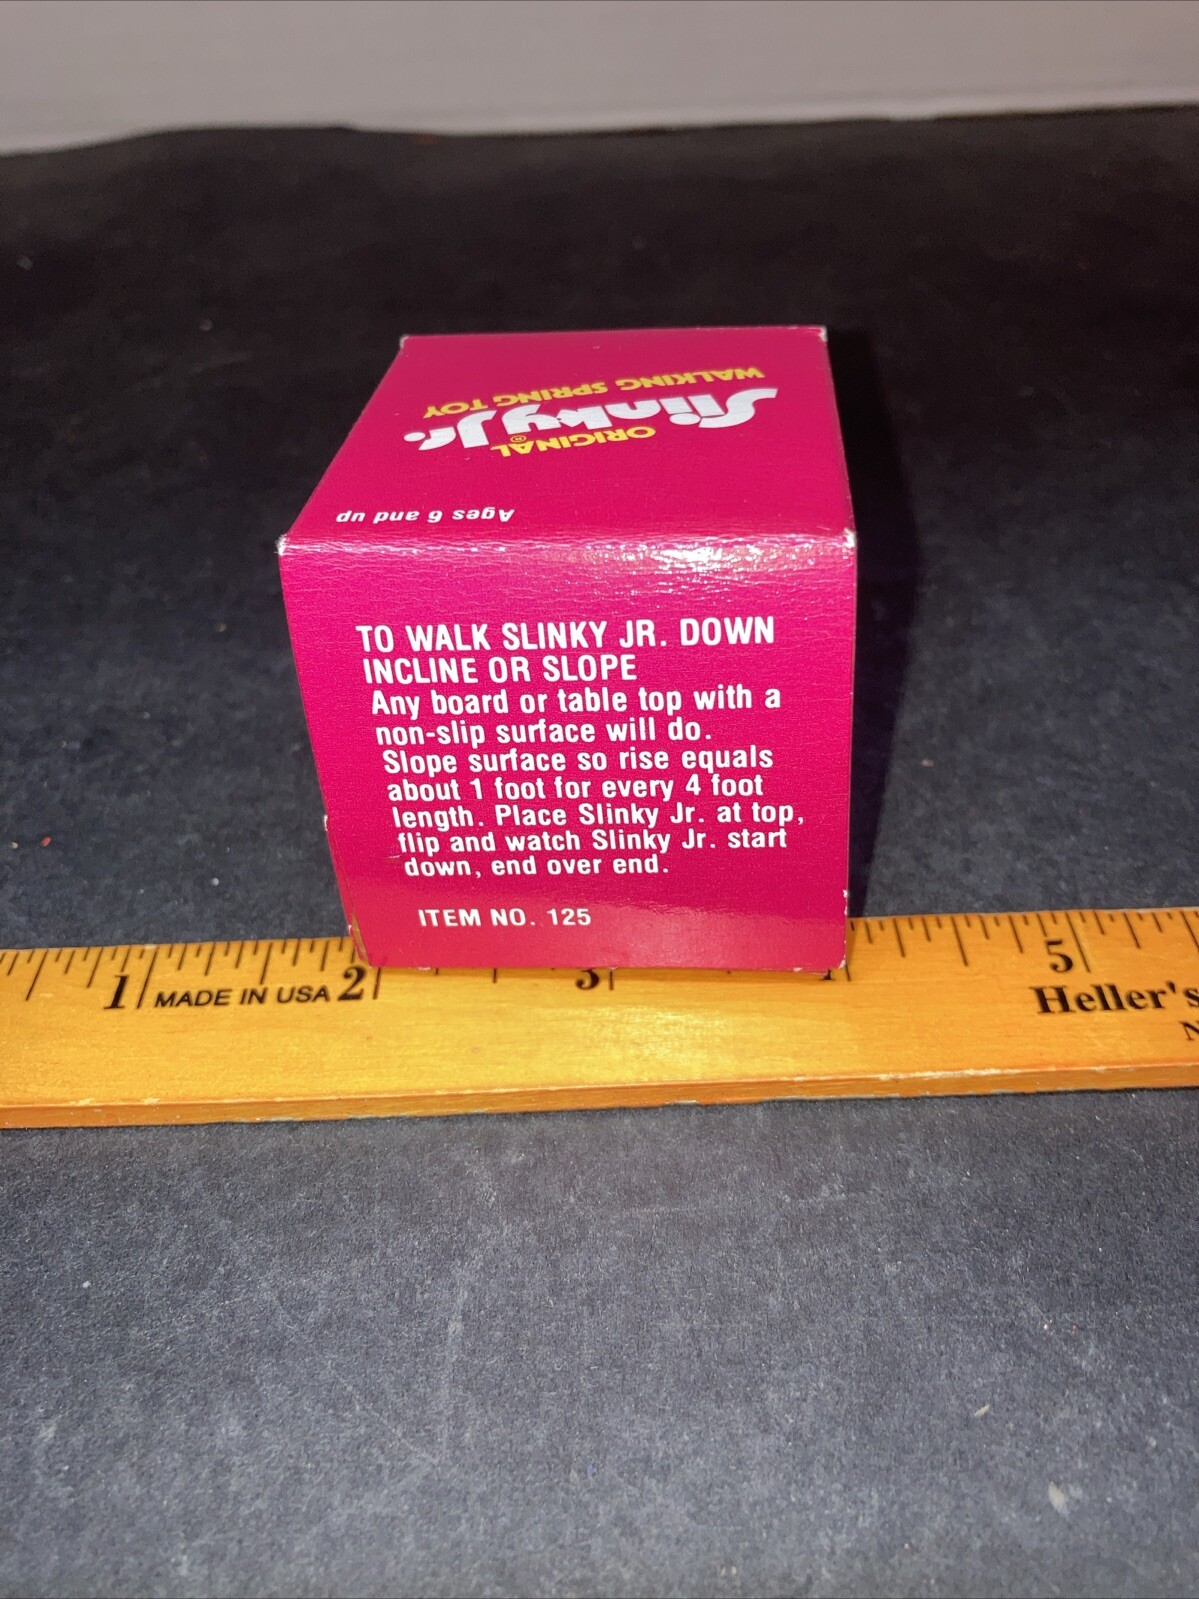 ORIGINAL
Slinky Jr.®
WALKING SPRING TOY
Ages 6 and up
TO WALK SLINKY JR. DOWN
INCLINE OR SLOPE
Any board or table top with a
non-slip surface will do.
Slope surface so rise equals
about 1 foot for every 4 foot
length. Place Slinky Jr. at top,
flip and watch Slinky Jr. start
down, end over end.
ITEM NO. 125
1 MADE IN USA 2 3 5
Heller's